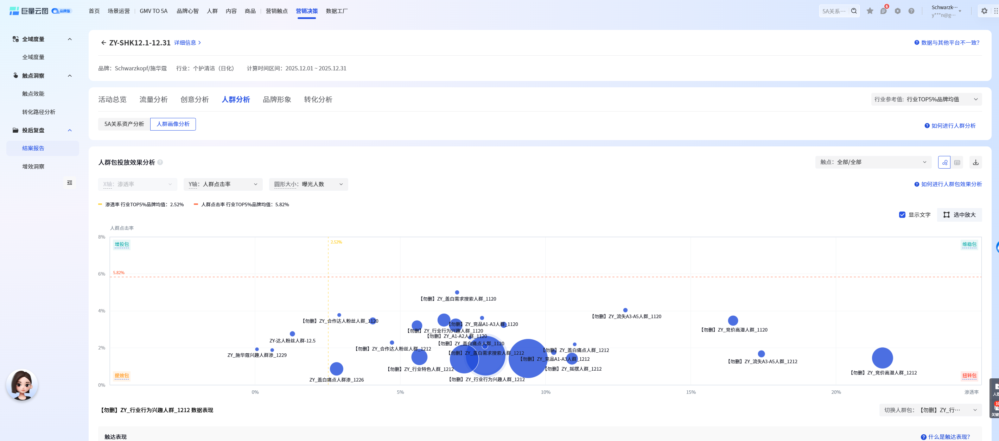 巨量云图 品牌版
首页 场景运营 GMV TO 5A 品牌心智 人群 内容 商品 营销触点 营销决策 数据工厂
5A关系… 6 Schwarzk…
y***n@g…
全域度量
全域度量
触点洞察
触点效能
转化路径分析
投后复盘
结案报告
增效洞察
ZY-SHK12.1-12.31 详细信息
数据与其他平台不一致?
品牌：Schwarzkopf/施华蔻 行业：个护清洁（日化） 计算时间区间：2025.12.01 ~ 2025.12.31
活动总览 流量分析 创意分析 人群分析 品牌形象 转化分析
行业参考值: 行业TOP5%品牌均值
5A关系资产分析 人群画像分析
如何进行人群分析
人群包投放效果分析
触点：全部/全部
X轴：渗透率 Y轴：人群点击率 圆形大小：曝光人数
如何进行人群包效果分析
渗透率 行业TOP5%品牌均值：2.52% 人群点击率 行业TOP5%品牌均值：5.82%
显示文字 选中放大
人群点击率
8%
增投包
2.52%
维稳包
6%
5.82%
【勿删】ZY_盖白需求搜索人群_1120
4%
【勿删】ZY_流失A3-A5人群_1120
【勿删】ZY_合作达人粉丝人群_1120
【勿删】ZY_竞品A1-A3人群_1120
【勿删】ZY_行业行为兴趣人群_1120
【勿删】ZY_竞价高潜人群_1120
【勿删】ZY_A1-A2人群_1120
ZY-达人粉丝人群-12.5
【勿删】ZY_盖白痛点人群_1120
2%
【勿删】ZY_合作达人粉丝人群_1212
【勿删】ZY_盖白痛点人群_1212
【勿删】ZY_盖白需求搜索人群_1212
ZY_施华蔻兴趣人群渗_1229
【勿删】ZY_竞品A1-A3人群_1212
【勿删】ZY_流失A3-A5人群_1212
【勿删】ZY_行业特色人群_1212
【勿删】ZY_摇摆人群_1212
【勿删】ZY_竞价高潜人群_1212
提效包
扭转包
ZY_盖白痛点人群渗_1226
【勿删】ZY_行业行为兴趣人群_1212
0%
0% 5% 10% 15% 20% 渗透率
【勿删】ZY_行业行为兴趣人群_1212 数据表现
切换人群包：【勿删】ZY_行…
触达表现
什么是触达表现?